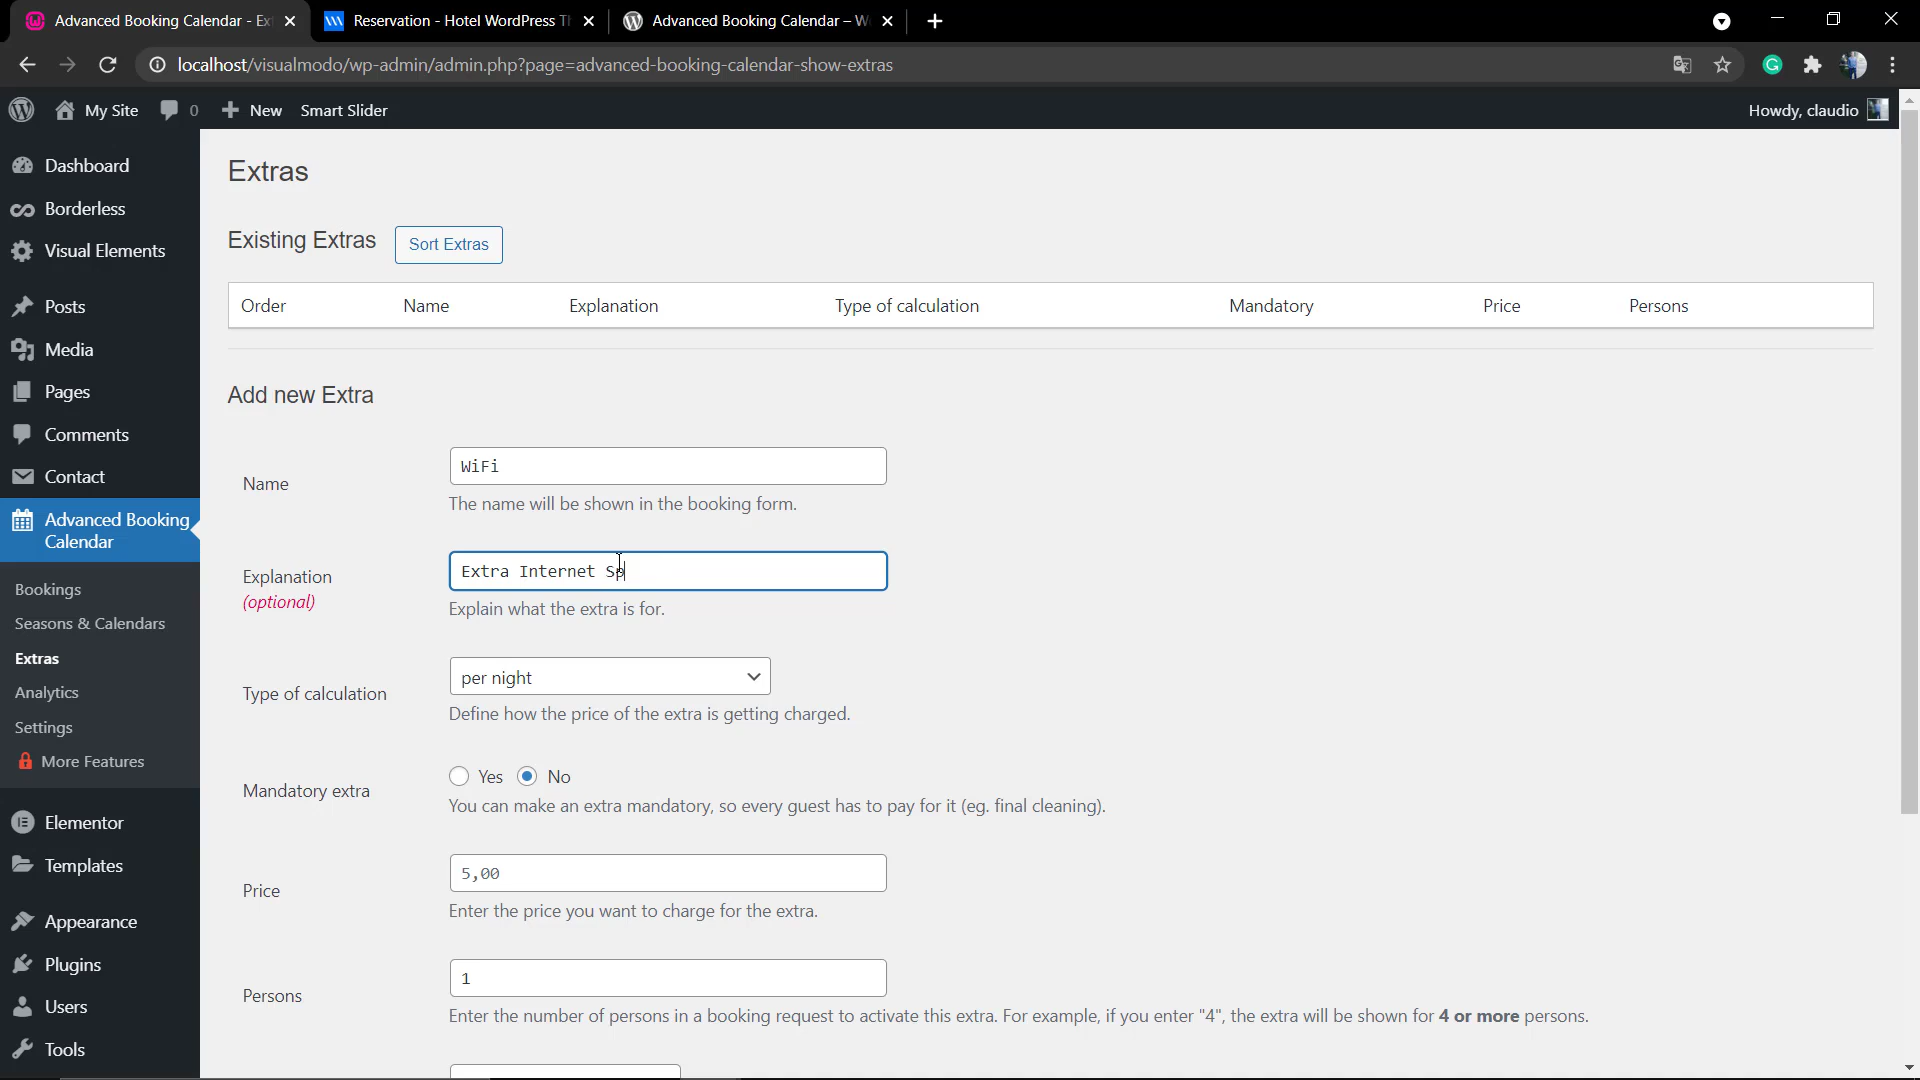 Advanced Booking Calendar - Ex
Reservation - Hotel WordPress Th
Advanced Booking Calendar – W
localhost/visualmodo/wp-admin/admin.php?page=advanced-booking-calendar-show-extras
My Site
0
New
Smart Slider
Howdy, claudio
Dashboard
Borderless
Visual Elements
Posts
Media
Pages
Comments
Contact
Advanced Booking
Calendar
Bookings
Seasons & Calendars
Extras
Analytics
Settings
More Features
Elementor
Templates
Appearance
Plugins
Users
Tools
Extras
Existing Extras
Sort Extras
Order Name Explanation Type of calculation Mandatory Price Persons
Add new Extra
Name
WiFi
The name will be shown in the booking form.
Explanation
(optional)
Extra Internet Sp
Explain what the extra is for.
Type of calculation
per night
Define how the price of the extra is getting charged.
Mandatory extra
Yes No
You can make an extra mandatory, so every guest has to pay for it (eg. final cleaning).
Price
5,00
Enter the price you want to charge for the extra.
Persons
1
Enter the number of persons in a booking request to activate this extra. For example, if you enter "4", the extra will be shown for 4 or more persons.